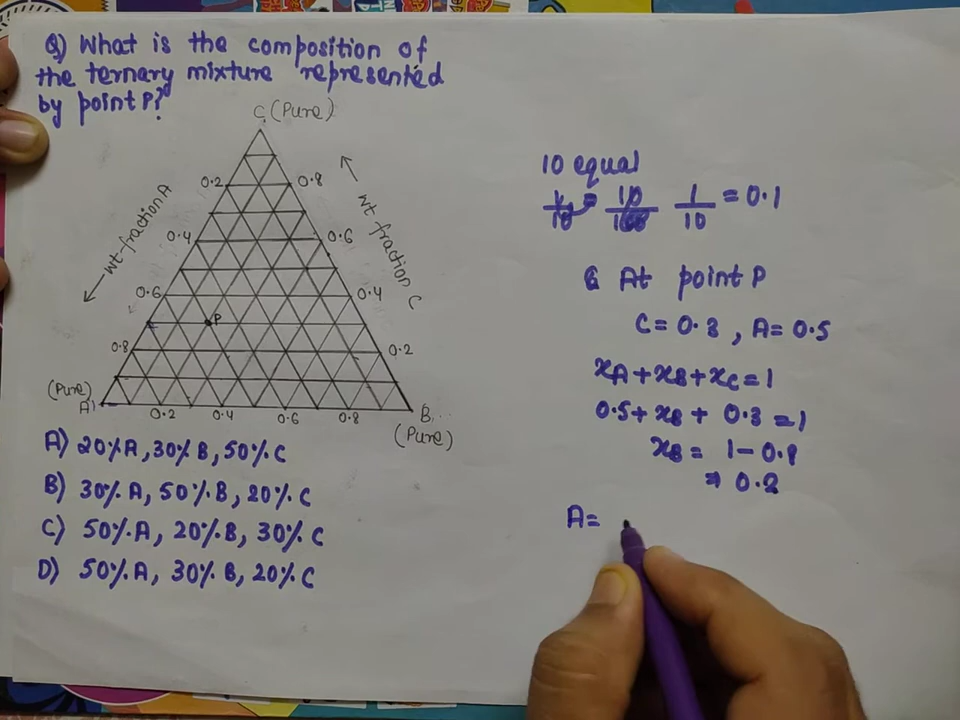 Q) What is the composition of
the ternary mixture represented
by point P?
C (Pure)
0.2 0.8
wt fraction A
wt fraction C
0.4 0.6
0.6 0.4
P
0.8 0.2
(Pure)
A
0.2 0.4 0.6 0.8
B
(Pure)
A) 20% A, 30% B, 50% C
B) 30% A, 50% B, 20% C
C) 50% A, 20% B, 30% C
D) 50% A, 30% B, 20% C
10 equal
1/10 = 0.1
At point P
C = 0.3, A = 0.5
xA + xB + xC = 1
0.5 + xB + 0.3 = 1
xB = 1 - 0.8
⇒ 0.2
A =